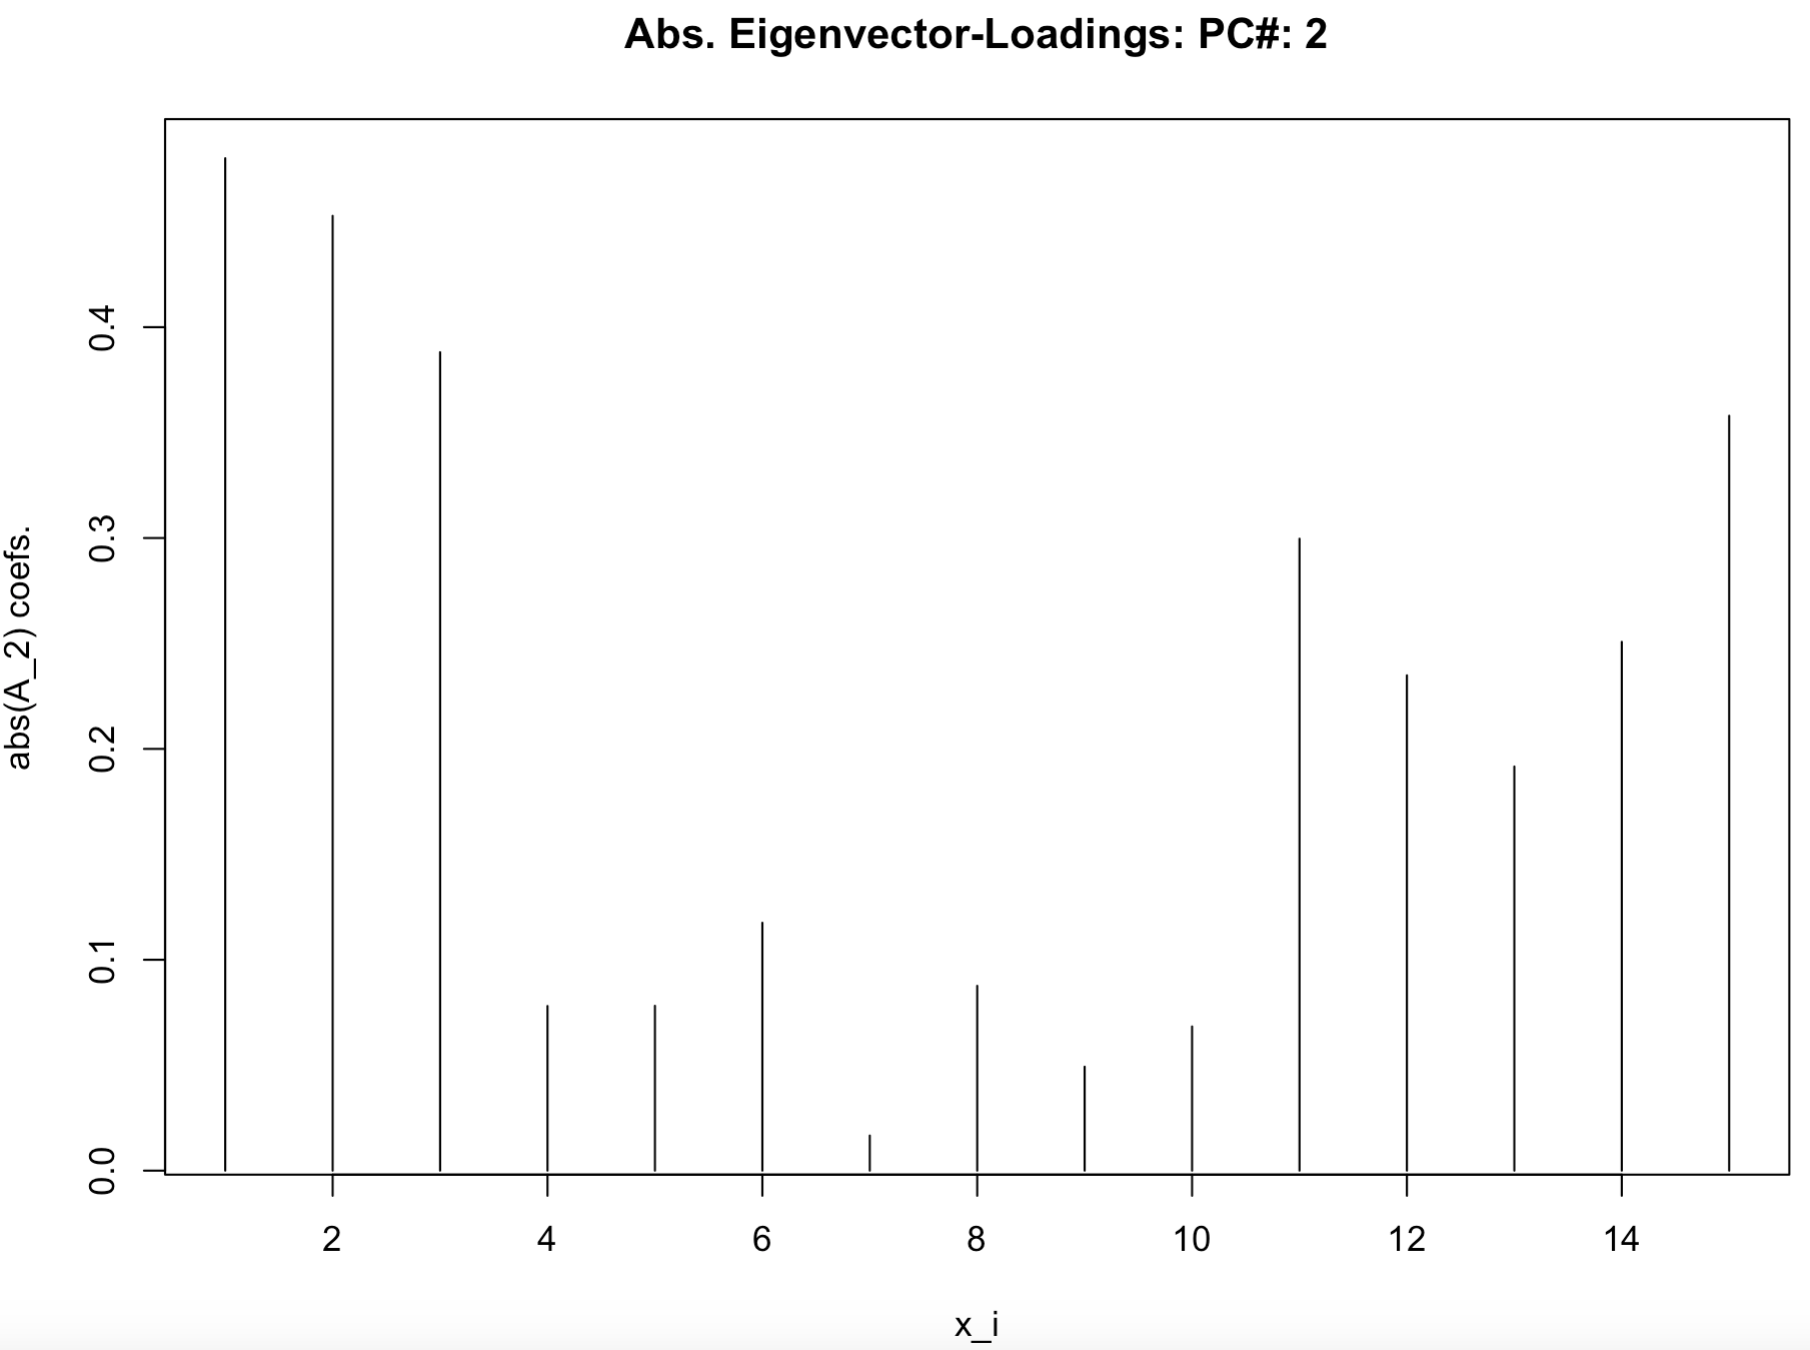 Abs. Eigenvector-Loadings: PC#: 2
abs(A_2) coefs.
0.4
0.3
0.2
0.1
0.0
2 4 6 8 10 12 14
x_i